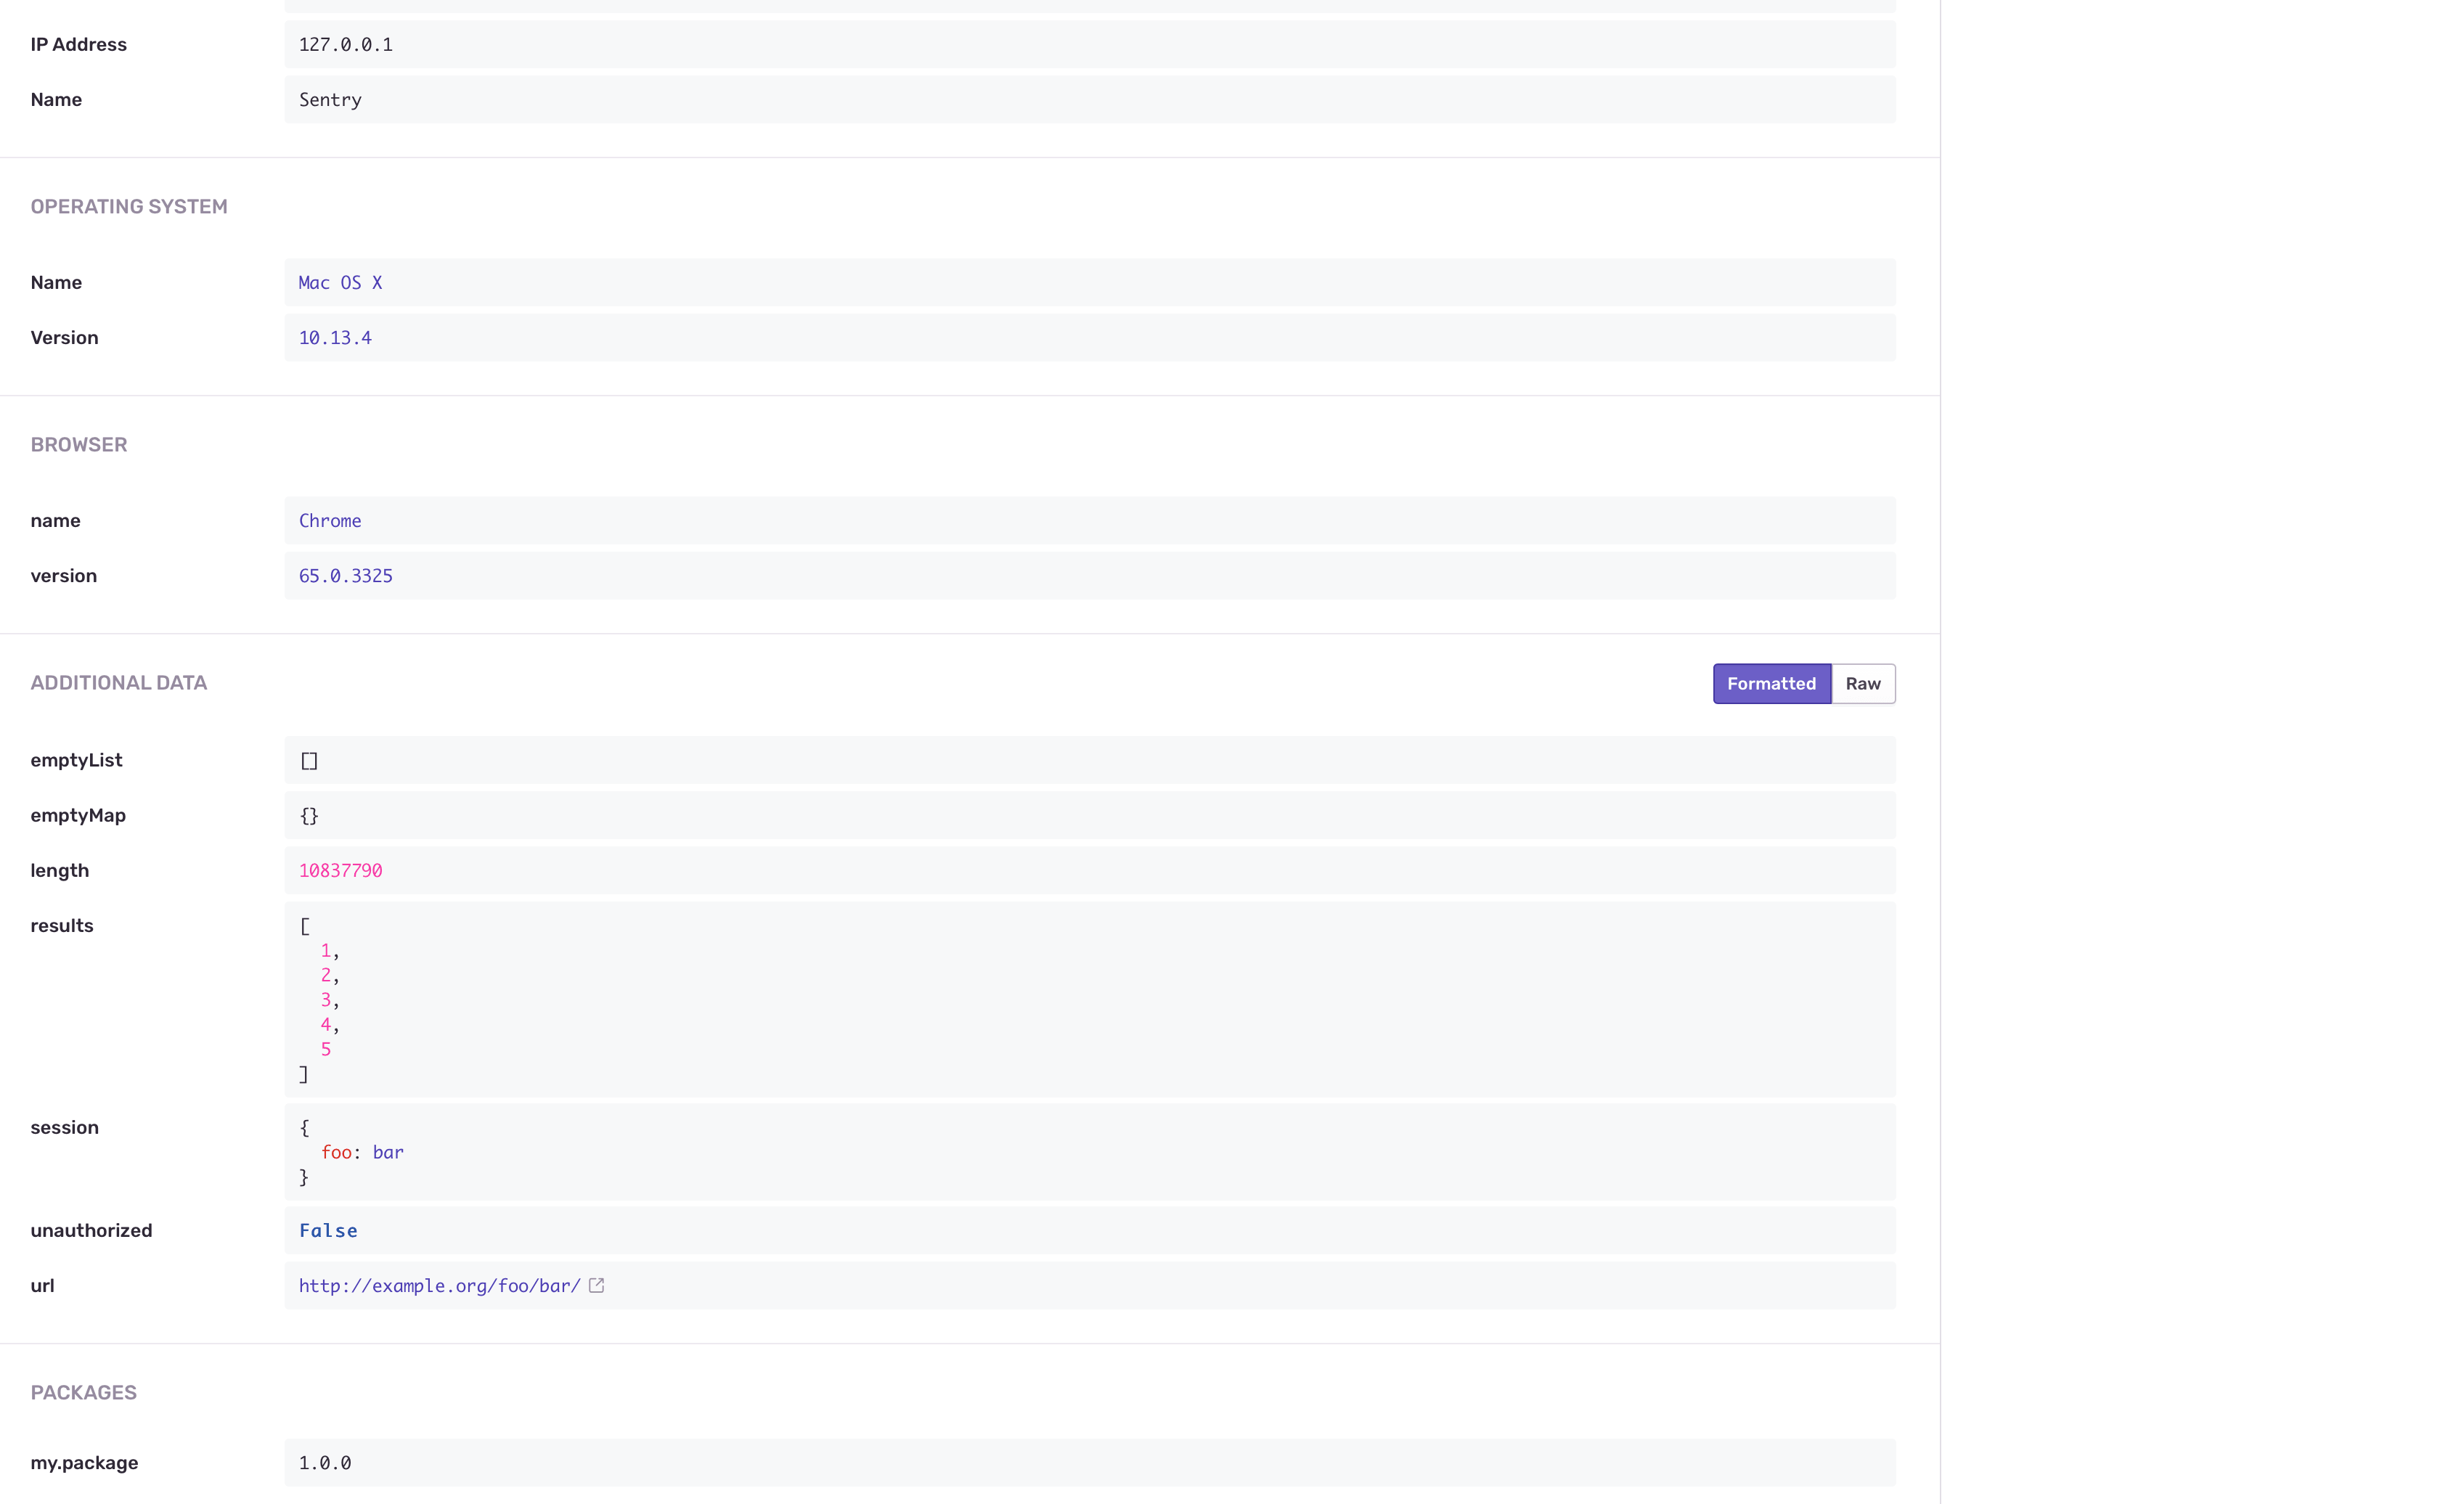 IP Address 127.0.0.1
Name Sentry
OPERATING SYSTEM
Name Mac OS X
Version 10.13.4
BROWSER
name Chrome
version 65.0.3325
ADDITIONAL DATA Formatted Raw
emptyList []
emptyMap {}
length 10837790
results [
1,
2,
3,
4,
5
]
session {
foo: bar
}
unauthorized False
url http://example.org/foo/bar/
PACKAGES
my.package 1.0.0